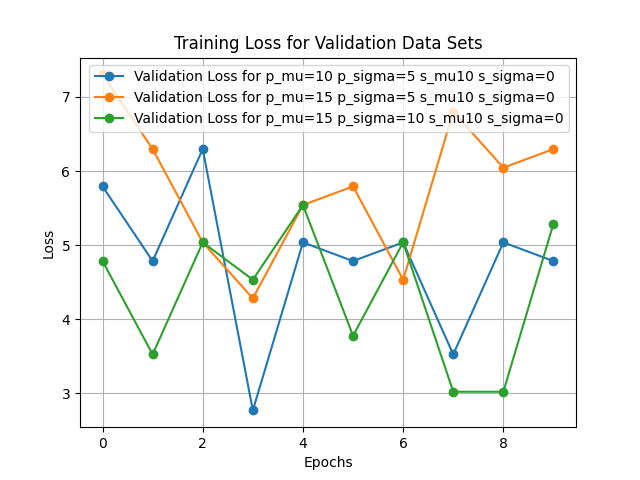 Training Loss for Validation Data Sets
Validation Loss for p_mu=10 p_sigma=5 s_mu10 s_sigma=0
Validation Loss for p_mu=15 p_sigma=5 s_mu10 s_sigma=0
Validation Loss for p_mu=15 p_sigma=10 s_mu10 s_sigma=0
7
6
5
4
3
Loss
0 2 4 6 8
Epochs